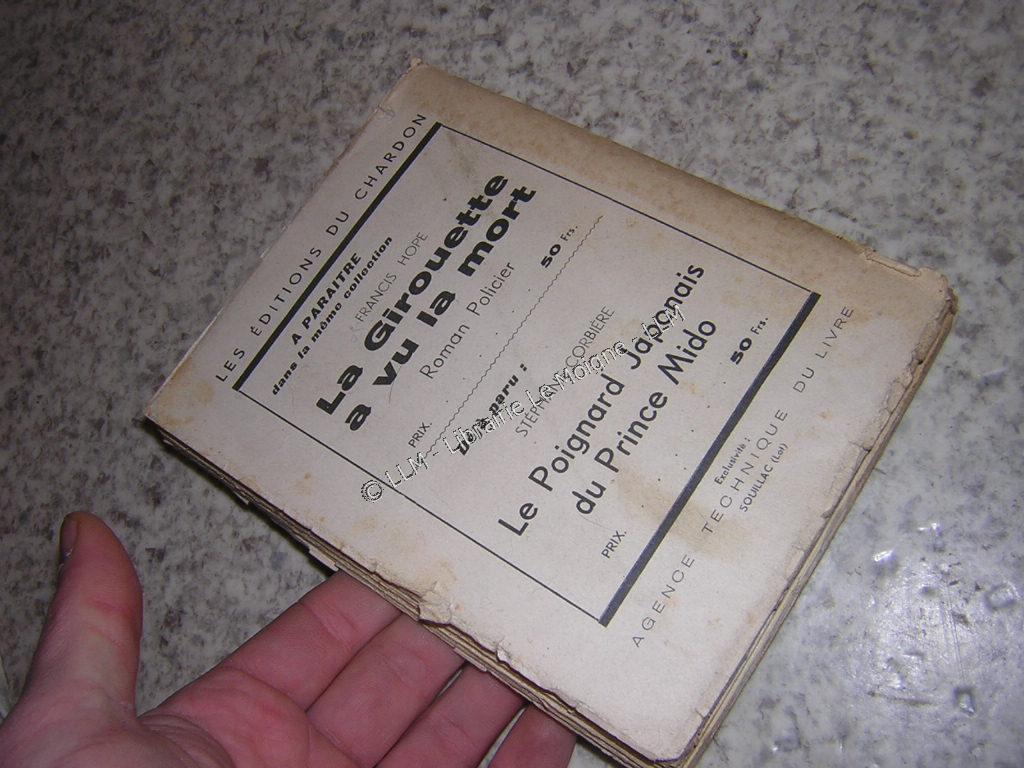 LES ÉDITIONS DU CHARDON
A PARAITRE
dans la même collection
FRANCIS HOPE
La Girouette
a vu la mort
Roman Policier
PRIX. 50 Frs.
Déjà paru :
STÉPHANE CORBIÈRE
Le Poignard Japonais
du Prince Mido
PRIX. 50 Frs.
Exclusivité :
AGENCE TECHNIQUE DU LIVRE
SOUILLAC (Lot)
© LLM - Librairie Le Moigne